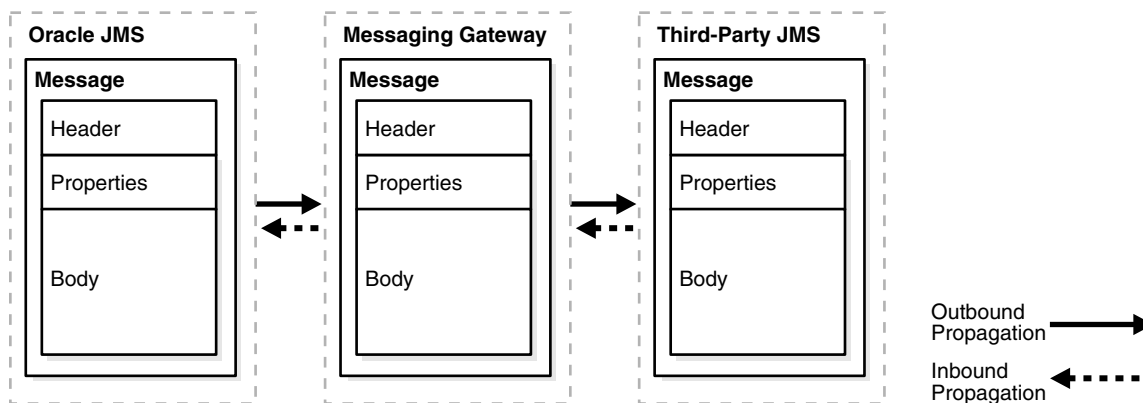 Oracle JMS
Message
Header
Properties
Body
Messaging Gateway
Message
Header
Properties
Body
Third-Party JMS
Message
Header
Properties
Body
Outbound
Propagation
Inbound
Propagation